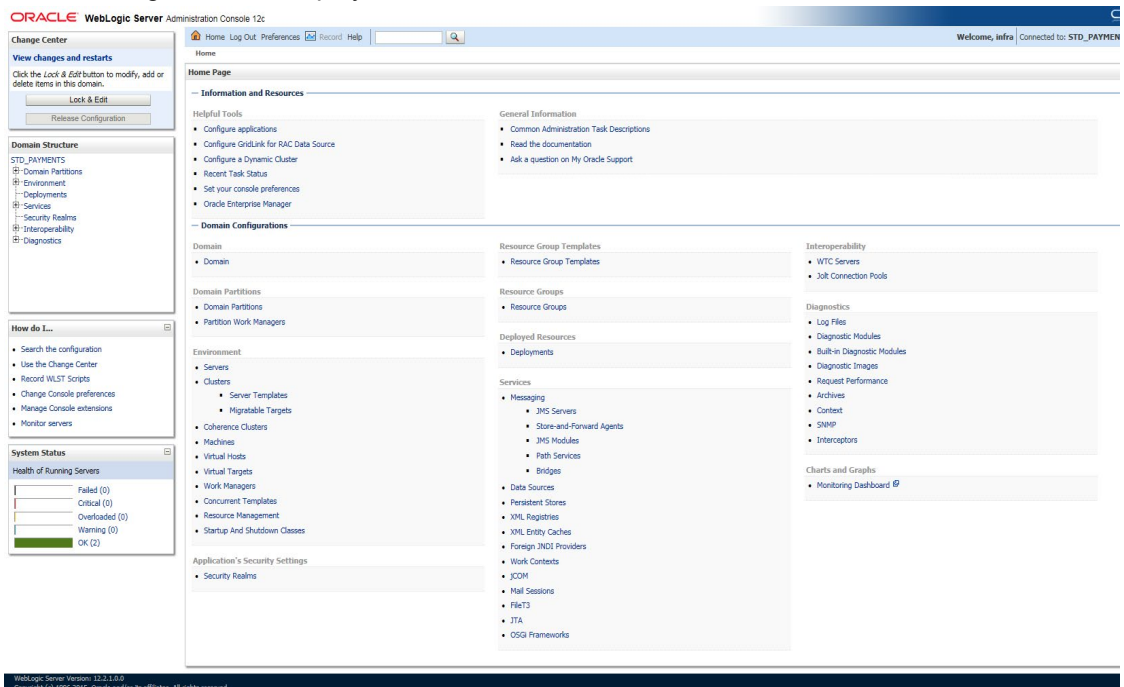 ORACLE WebLogic Server Administration Console 12c
Change Center
View changes and restarts
Click the Lock & Edit button to modify, add or
delete items in this domain.
Lock & Edit
Release Configuration
Domain Structure
STD_PAYMENTS
Domain Partitions
Environment
Deployments
Services
Security Realms
Interoperability
Diagnostics
How do I...
Search the configuration
Use the Change Center
Record WLST Scripts
Change Console preferences
Manage Console extensions
Monitor servers
System Status
Health of Running Servers
Failed (0)
Critical (0)
Overloaded (0)
Warning (0)
OK (2)
Home Log Out Preferences Record Help
Welcome, infra Connected to: STD_PAYMEN
Home
Home Page
Information and Resources
Helpful Tools
Configure applications
Configure GridLink for RAC Data Source
Configure a Dynamic Cluster
Recent Task Status
Set your console preferences
Oracle Enterprise Manager
General Information
Common Administration Task Descriptions
Read the documentation
Ask a question on My Oracle Support
Domain Configurations
Domain
Domain
Domain Partitions
Domain Partitions
Partition Work Managers
Environment
Servers
Clusters
Server Templates
Migratable Targets
Coherence Clusters
Machines
Virtual Hosts
Virtual Targets
Work Managers
Concurrent Templates
Resource Management
Startup And Shutdown Classes
Application's Security Settings
Security Realms
Resource Group Templates
Resource Group Templates
Resource Groups
Resource Groups
Deployed Resources
Deployments
Services
Messaging
JMS Servers
Store-and-Forward Agents
JMS Modules
Path Services
Bridges
Data Sources
Persistent Stores
XML Registries
XML Entity Caches
Foreign JNDI Providers
Work Contexts
jCOM
Mail Sessions
FileT3
JTA
OSGi Frameworks
Interoperability
WTC Servers
Jolt Connection Pools
Diagnostics
Log Files
Diagnostic Modules
Built-in Diagnostic Modules
Diagnostic Images
Request Performance
Archives
Context
SNMP
Interceptors
Charts and Graphs
Monitoring Dashboard
WebLogic Server Version: 12.2.1.0.0